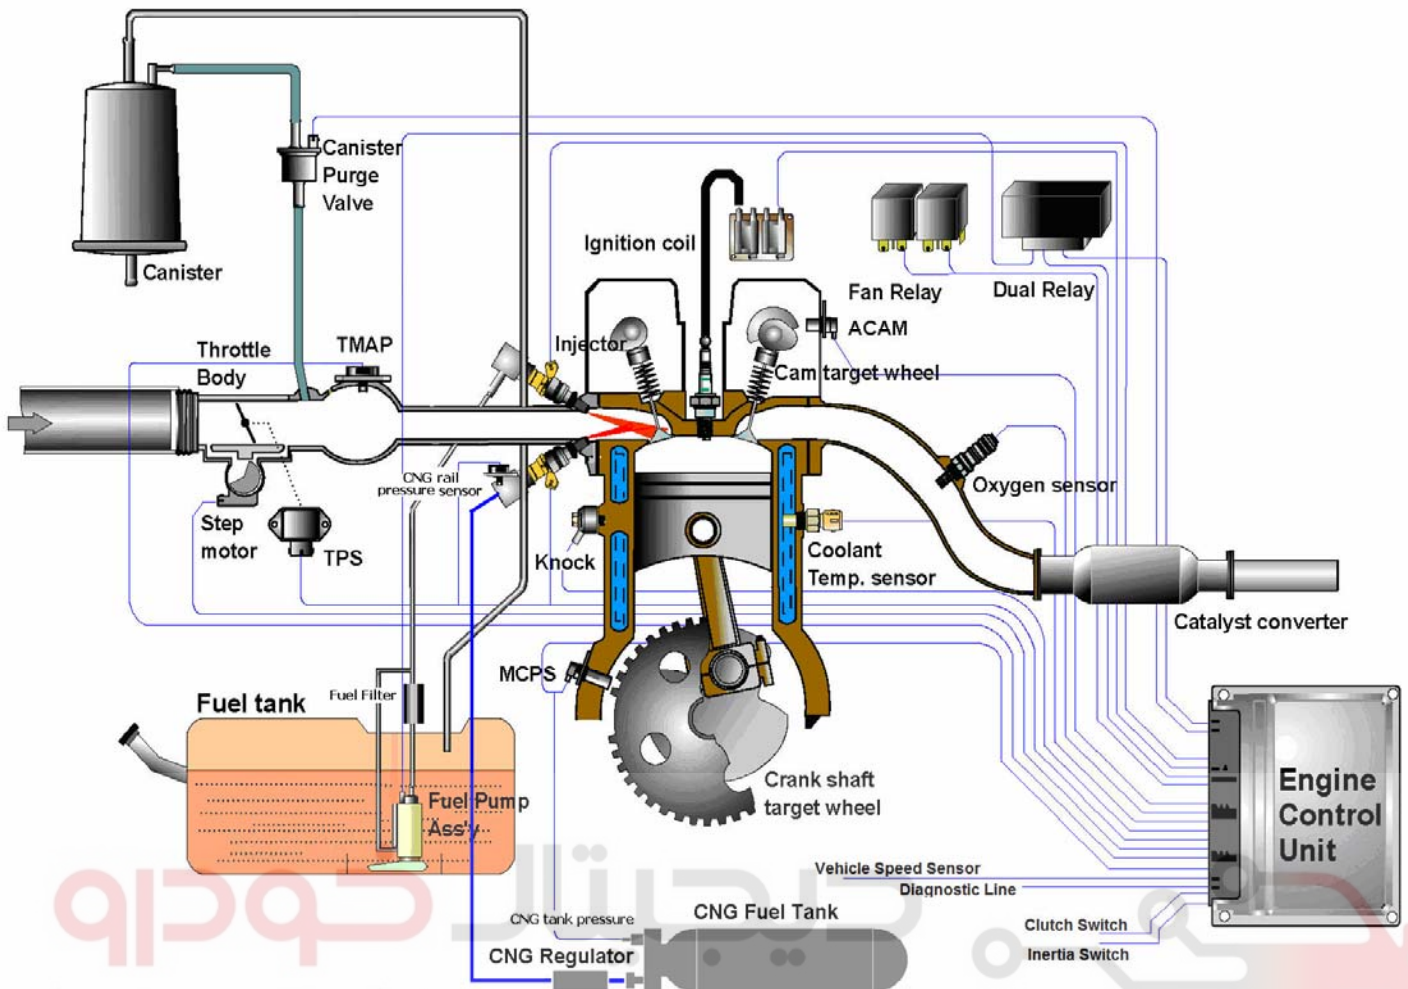 Canister
Purge
Valve
Canister
Ignition coil
Fan Relay
Dual Relay
Throttle
Body
TMAP
Injector
ACAM
Cam target wheel
CNG rail
pressure sensor
Oxygen sensor
Step
motor
TPS
Knock
Coolant
Temp. sensor
Catalyst converter
MCPS
Fuel Filter
Fuel tank
Fuel Pump
Ass'y
Crank shaft
target wheel
Engine
Control
Unit
Vehicle Speed Sensor
Diagnostic Line
CNG tank pressure
CNG Fuel Tank
Clutch Switch
CNG Regulator
Inertia Switch
دیجیتال خودرو